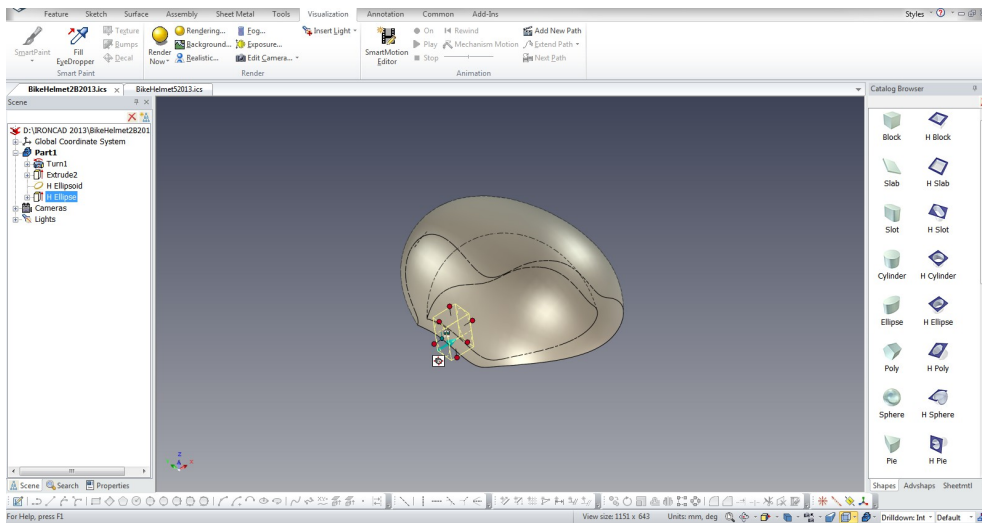 Feature Sketch Surface Assembly Sheet Metal Tools Visualization Annotation Common Add-Ins Styles
SmartPaint
Fill EyeDropper
Texture
Bumps
Decal
Smart Paint
Render Now
Rendering...
Background...
Realistic...
Fog...
Exposure...
Edit Camera...
Insert Light
Render
SmartMotion Editor
On
Rewind
Play
Mechanism Motion
Stop
Add New Path
Extend Path
Next Path
Animation
BikeHelmet2B2013.ics
BikeHelmet52013.ics
Scene
D:\IRONCAD 2013\BikeHelmet2B201
Global Coordinate System
Part1
Turn1
Extrude2
H Ellipsoid
H Ellipse
Cameras
Lights
Z
X
Scene Search Properties
Catalog Browser
Block H Block
Slab H Slab
Slot H Slot
Cylinder H Cylinder
Ellipse H Ellipse
Poly H Poly
Sphere H Sphere
Pie H Pie
Shapes Advshaps Sheetmtl
For Help, press F1
View size: 1151 x 643 Units: mm, deg
Drilldown: Int Default